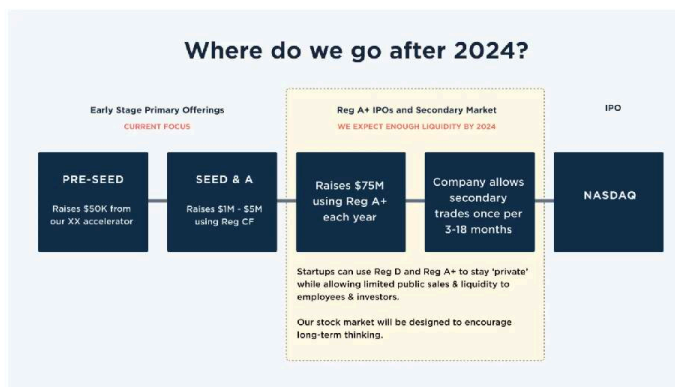 Where do we go after 2024?
Early Stage Primary Offerings
CURRENT FOCUS
Reg A+ IPOs and Secondary Market
WE EXPECT ENOUGH LIQUIDITY BY 2024
IPO
PRE-SEED
Raises $50K from
our XX accelerator
SEED & A
Raises $1M - $5M
using Reg CF
Raises $75M
using Reg A+
each year
Company allows
secondary
trades once per
3-18 months
NASDAQ
Startups can use Reg D and Reg A+ to stay 'private'
while allowing limited public sales & liquidity to
employees & investors.
Our stock market will be designed to encourage
long-term thinking.